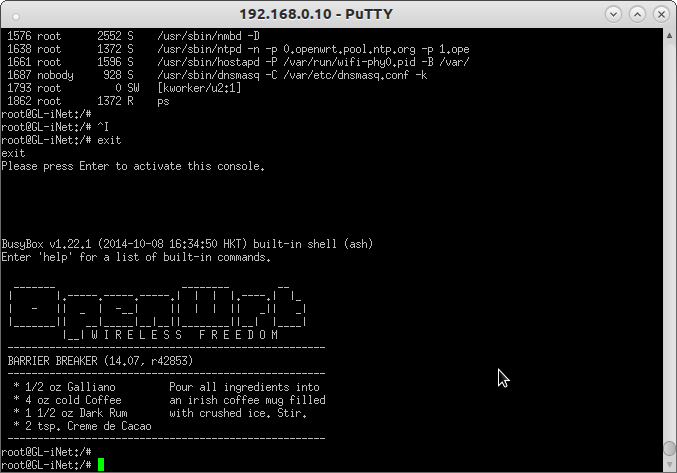 192.168.0.10 - PuTTY
 1576 root      2552 S    /usr/sbin/nmbd -D
 1638 root      1372 S    /usr/sbin/ntpd -n -p 0.openwrt.pool.ntp.org -p 1.ope
 1661 root      1596 S    /usr/sbin/hostapd -P /var/run/wifi-phy0.pid -B /var/
 1687 nobody     928 S    /usr/sbin/dnsmasq -C /var/etc/dnsmasq.conf -k
 1793 root         0 SW   [kworker/u2:1]
 1862 root      1372 R    ps
root@GL-iNet:/#
root@GL-iNet:/# ^I
root@GL-iNet:/# exit
exit
Please press Enter to activate this console.
BusyBox v1.22.1 (2014-10-08 16:34:50 HKT) built-in shell (ash)
Enter 'help' for a list of built-in commands.
OpenWrt
W I R E L E S S   F R E E D O M
BARRIER BREAKER (14.07, r42853)
* 1/2 oz Galliano         Pour all ingredients into
* 4 oz cold Coffee        an irish coffee mug filled
* 1 1/2 oz Dark Rum       with crushed ice. Stir.
* 2 tsp. Creme de Cacao
root@GL-iNet:/#
root@GL-iNet:/#